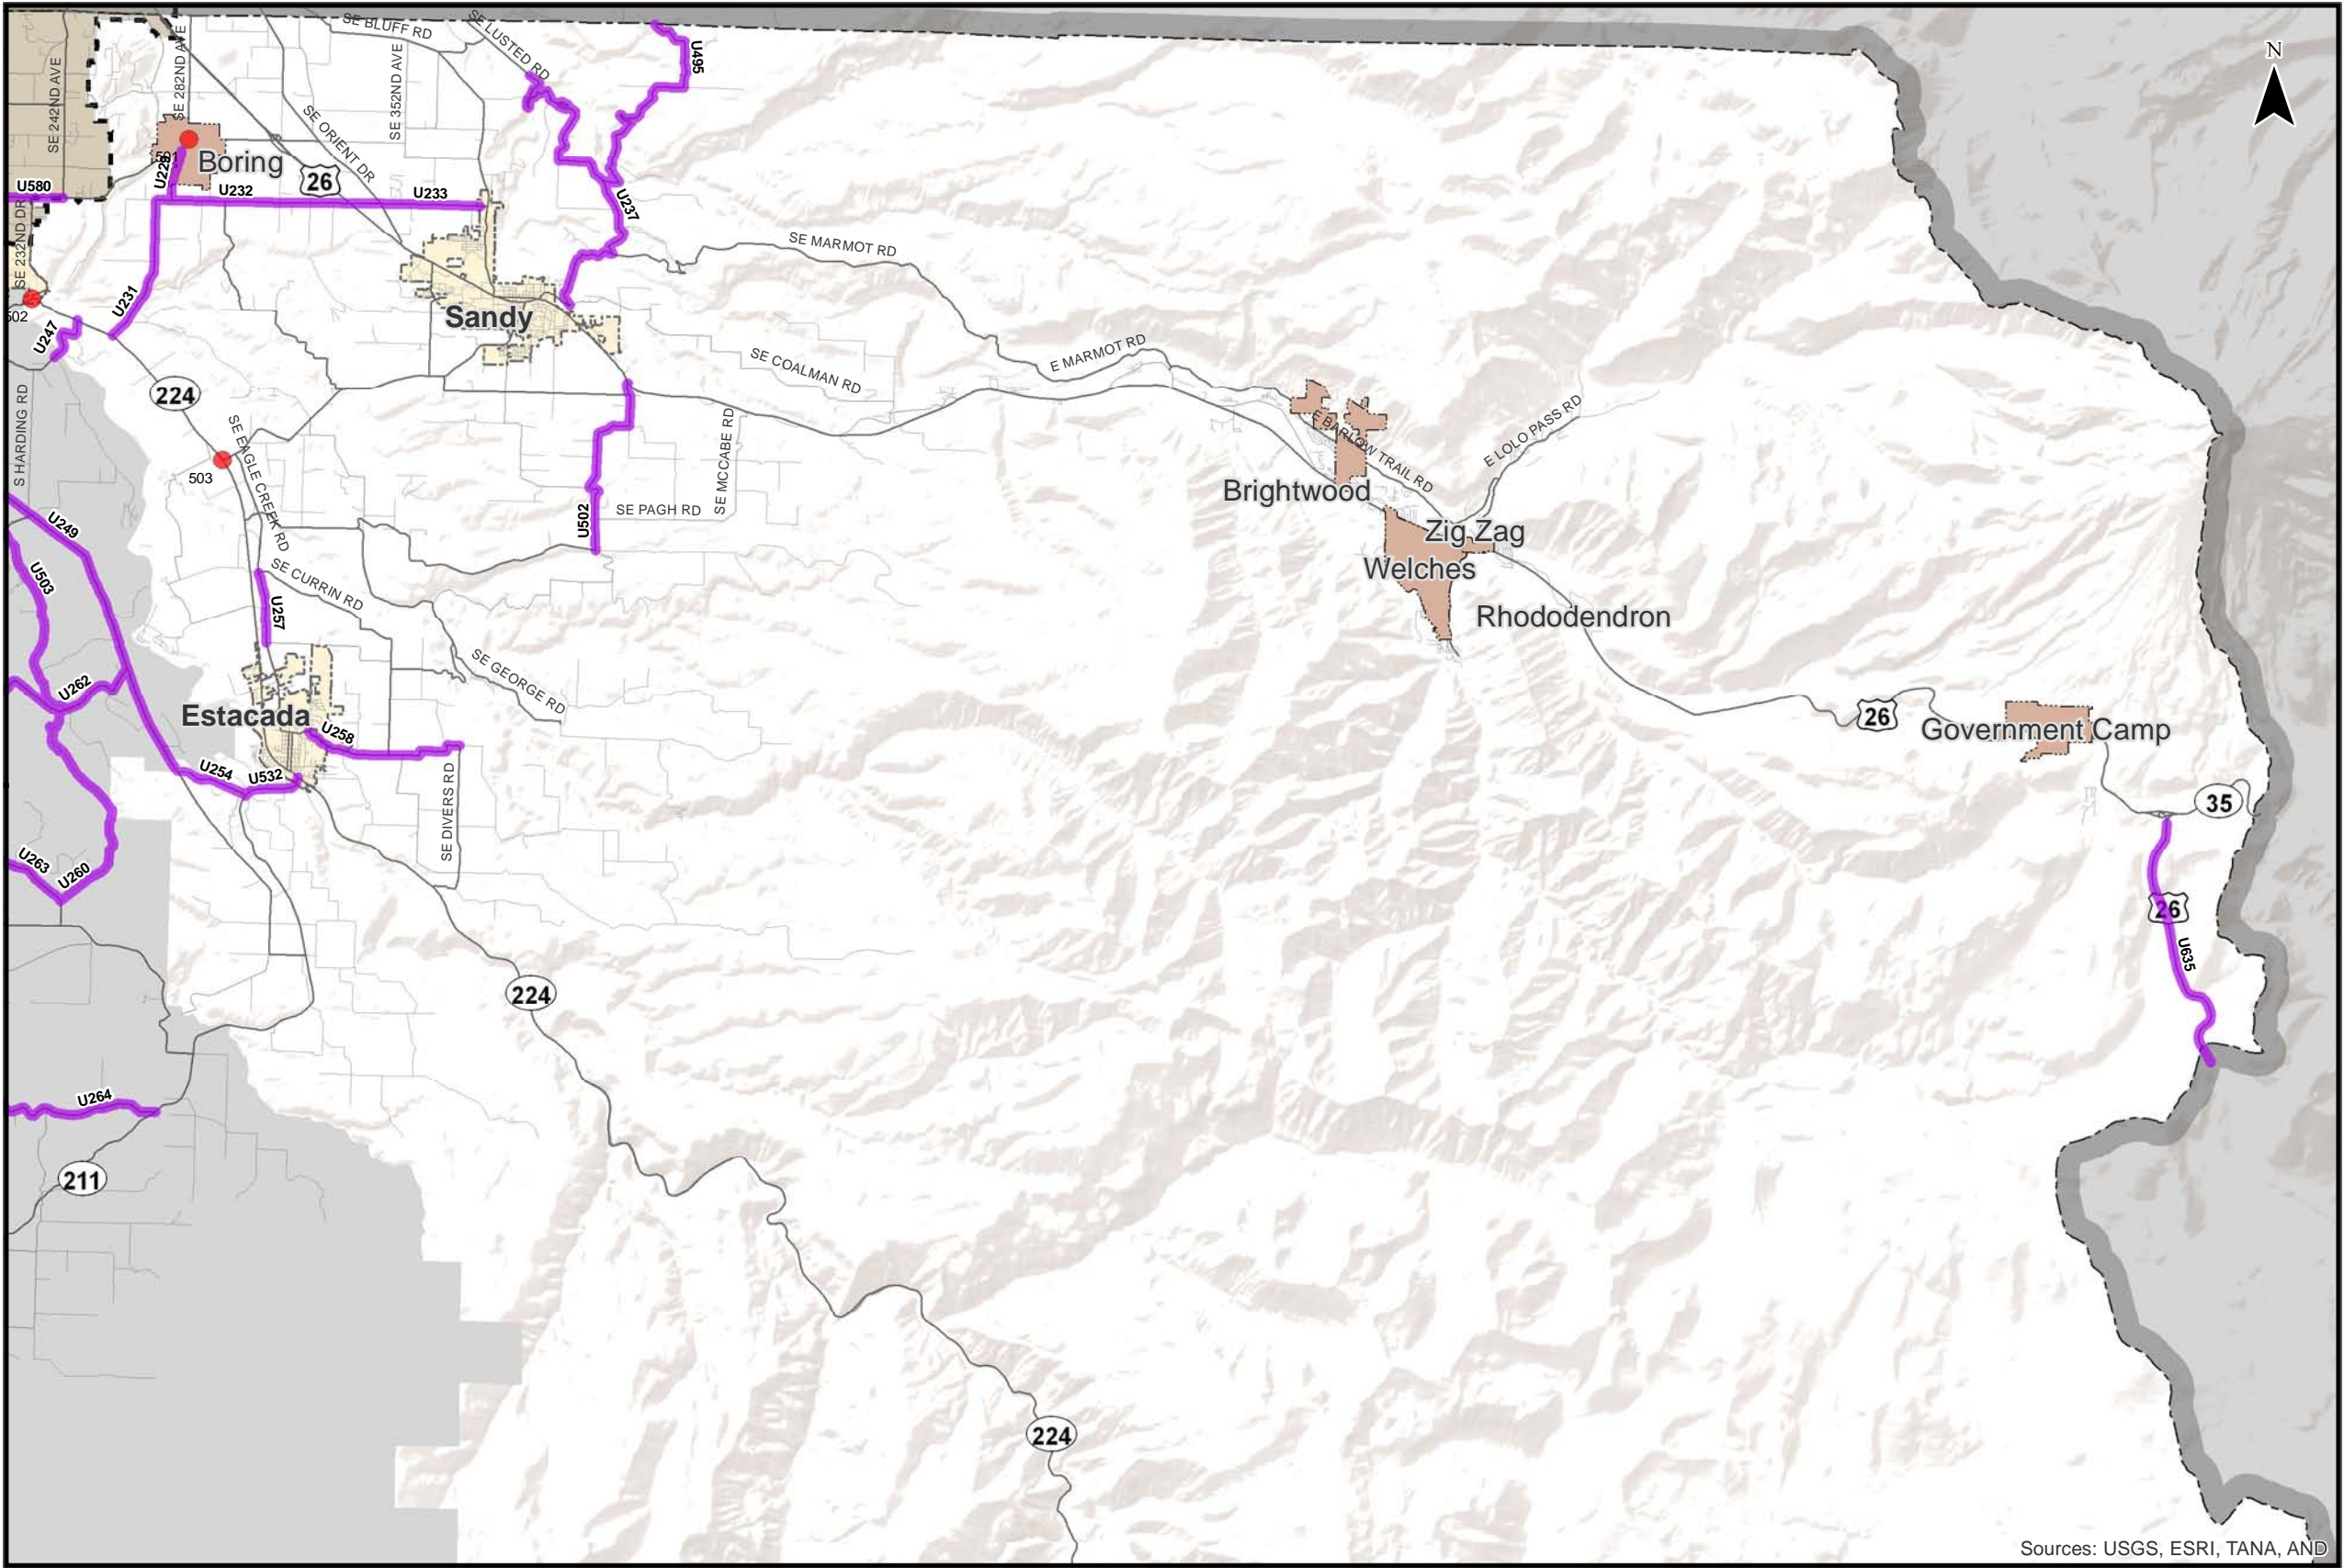 SE BLUFF RD
SE LUSTED RD
U495
N
SE 242ND AVE
SE 282ND AVE
SE 352ND AVE
SE ORIENT DR
Boring
26
U580
U232
U233
U237
SE 232ND DR
SE MARMOT RD
U231
502
Sandy
U247
E MARMOT RD
SE COALMAN RD
224
S HARDING RD
SE EAGLE CREEK RD
SE MCCABE RD
E BARLOW TRAIL RD
E LOLO PASS RD
503
Brightwood
U249
U502
SE PAGH RD
Zig Zag
U503
Welches
SE CURRIN RD
U257
Rhododendron
U262
SE GEORGE RD
Estacada
26
Government Camp
U258
U254
U532
SE DIVERS RD
35
U263
U260
26
U635
224
U264
211
224
Sources: USGS, ESRI, TANA, AND